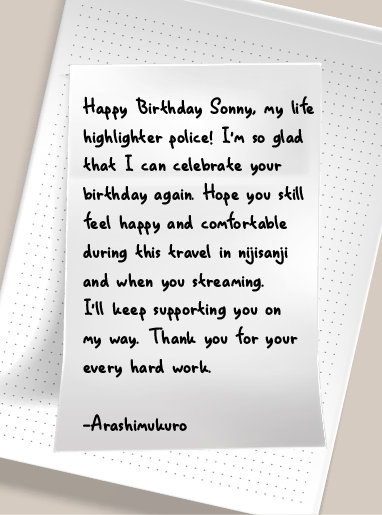 Happy Birthday Sonny, my life
highlighter police! I'm so glad
that I can celebrate your
birthday again. Hope you still
feel happy and comfortable
during this travel in nijisanji
and when you streaming.
I'll keep supporting you on
my way. Thank you for your
every hard work.
-Arashimukuro